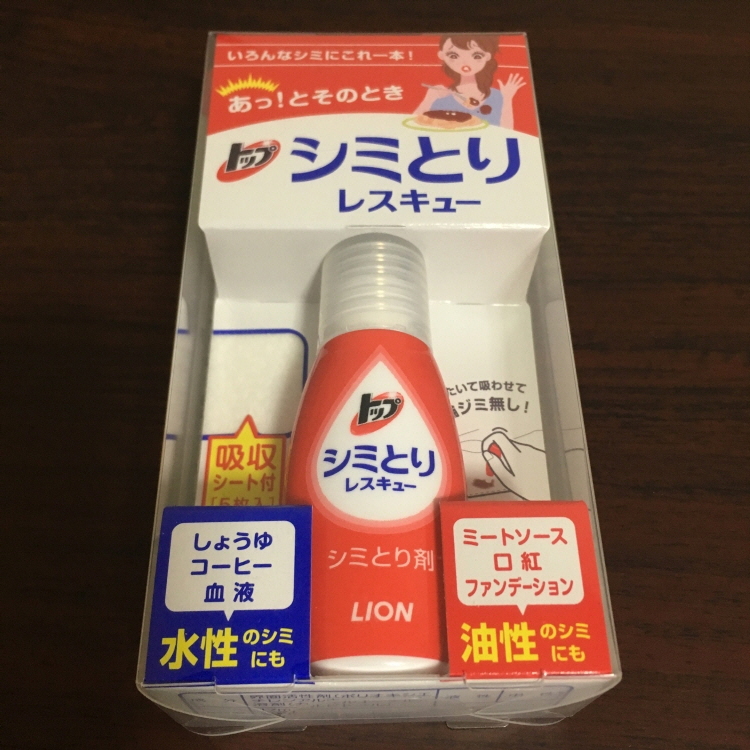 いろんなシミにこれ一本!
あっ!とそのとき
トップ
シミとり
レスキュー
たいて吸わせて
ジミ無し!
トップ
シミとり
レスキュー
吸収
シート付
[5枚入]
シミとり剤
LION
しょうゆ
コーヒー
血液
水性のシミ
にも
ミートソース
口紅
ファンデーション
油性のシミ
にも